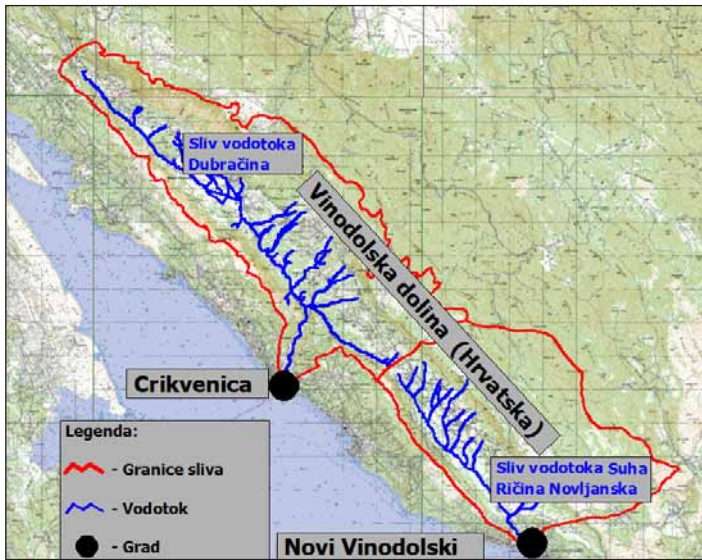 Sliv vodotoka
Dubračina
Vinodolska dolina (Hrvatska)
Crikvenica
Legenda:
- Granice sliva
- Vodotok
- Grad
Sliv vodotoka Suha
Ričina Novljanska
Novi Vinodolski